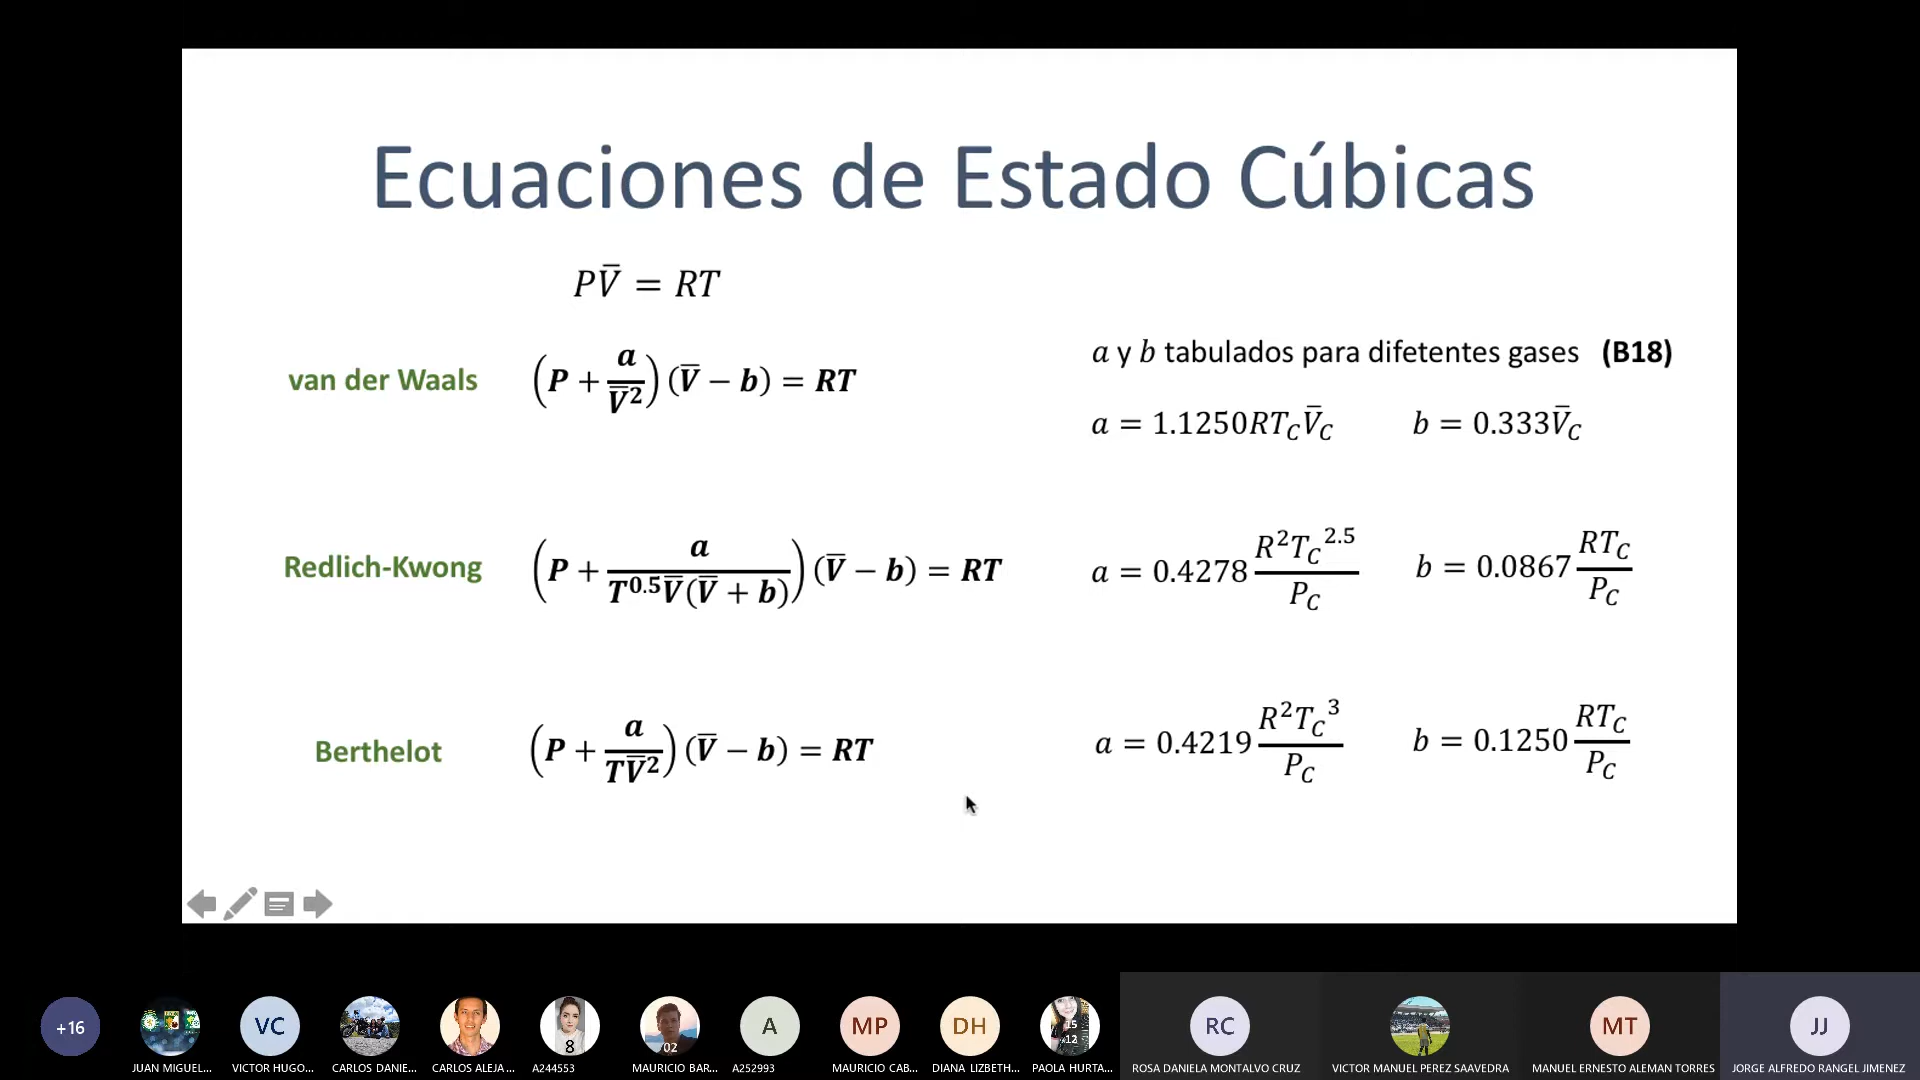 Ecuaciones de Estado Cúbicas
PV̅ = RT
a y b tabulados para difetentes gases (B18)
van der Waals (P + a/V̅²)(V̅ − b) = RT
a = 1.1250RT_CV̅_C b = 0.333V̅_C
Redlich-Kwong (P + a/(T^0.5V̅(V̅ + b)))(V̅ − b) = RT a = 0.4278 R²T_C^2.5/P_C b = 0.0867 RT_C/P_C
Berthelot (P + a/(TV̅²))(V̅ − b) = RT a = 0.4219 R²T_C³/P_C b = 0.1250 RT_C/P_C
+16 VC 8 02 A MP DH 15 +12 RC MT JJ
JUAN MIGUEL... VICTOR HUGO... CARLOS DANIE... CARLOS ALEJA... A244553 MAURICIO BAR... A252993 MAURICIO CAB... DIANA LIZBETH... PAOLA HURTA... ROSA DANIELA MONTALVO CRUZ VICTOR MANUEL PEREZ SAAVEDRA MANUEL ERNESTO ALEMAN TORRES JORGE ALFREDO RANGEL JIMENEZ